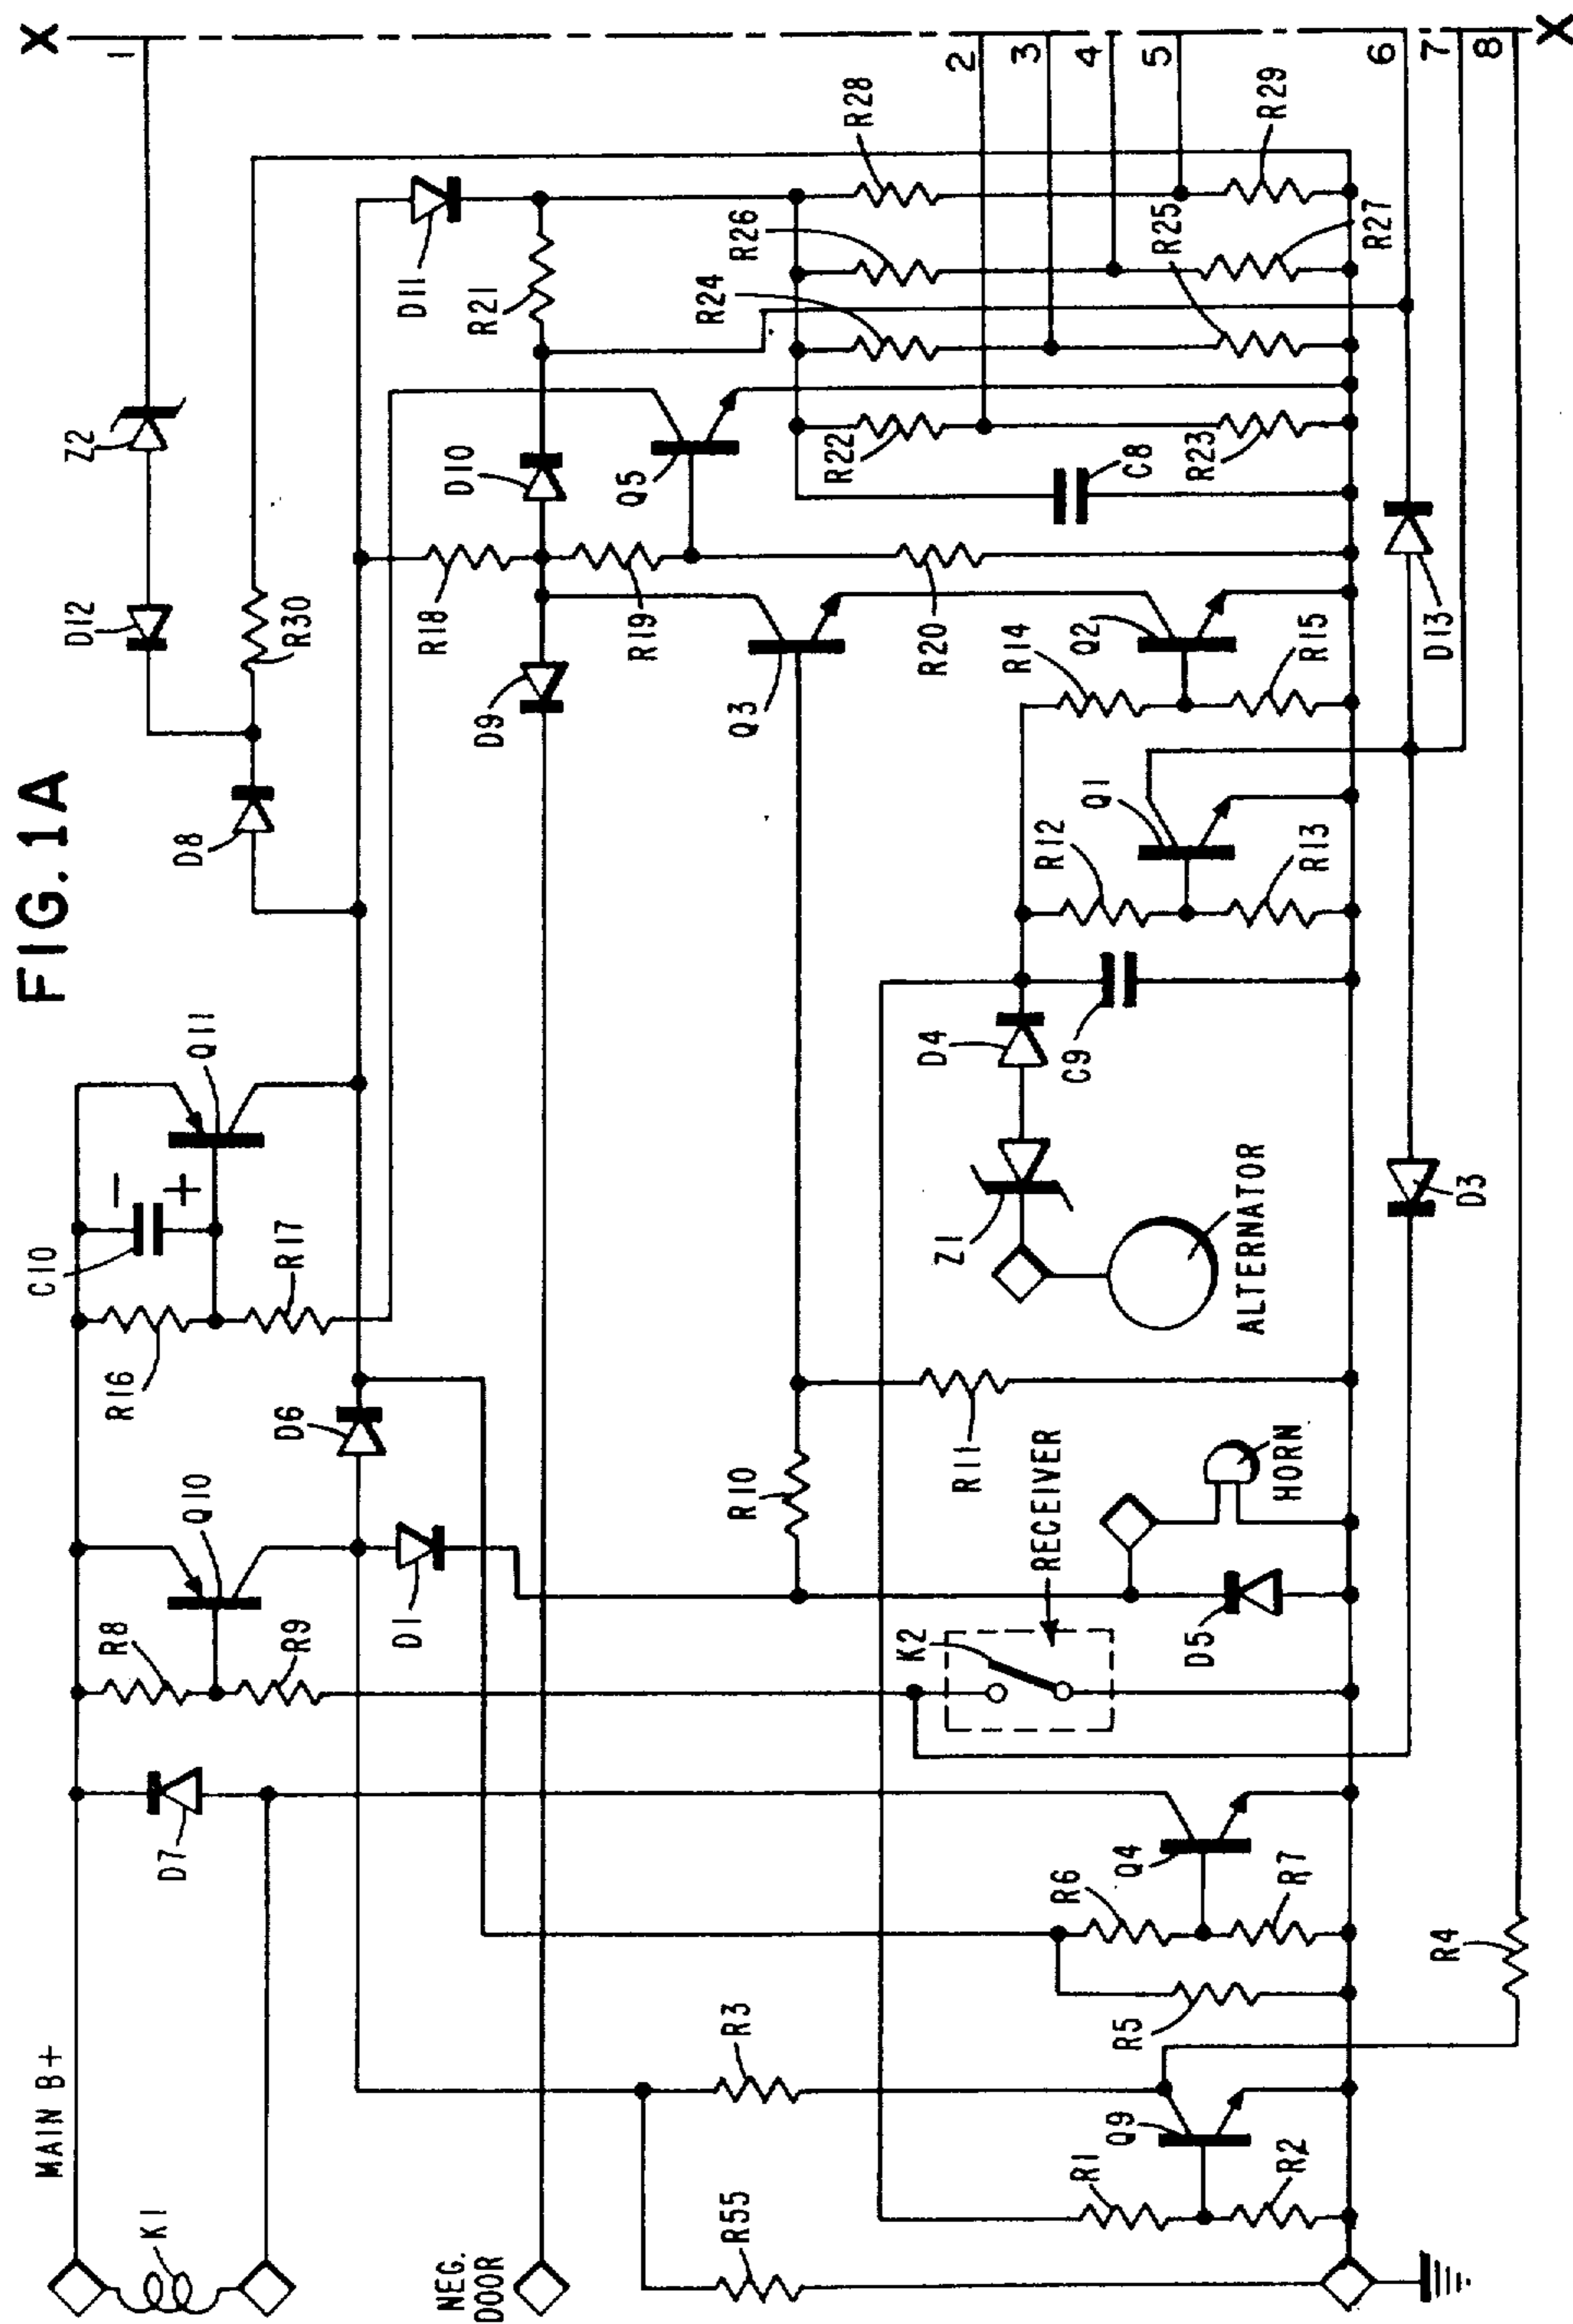 FIG. 1A
X
1
MAIN B+
K1
D7
R8
R9
Q10
R16
C10
-
+
R17
Q11
D8
D12
Z2
R30
D6
D1
D11
R21
NEG.
DOOR
D9
R18
D10
R19
Q5
Q3
R20
R10
R11
R24
R26
R28
R22
R23
C8
R25
R27
R29
2
3
4
5
R55
R3
R1
R2
Q9
R5
R6
R7
Q4
K2
RECEIVER
D5
HORN
Z1
ALTERNATOR
D4
C9
R12
R13
Q1
R14
R15
Q2
D3
D13
R4
6
7
8
X